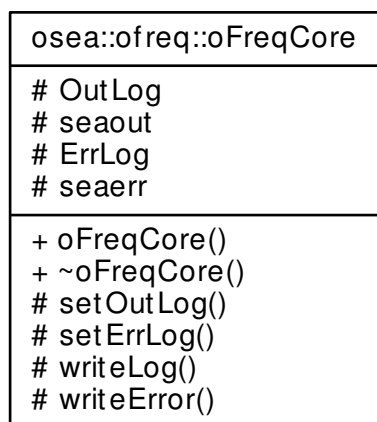 osea::ofreq::oFreqCore
# OutLog
# seaout
# ErrLog
# seaerr
+ oFreqCore()
+ ~oFreqCore()
# setOutLog()
# setErrLog()
# writeLog()
# writeError()